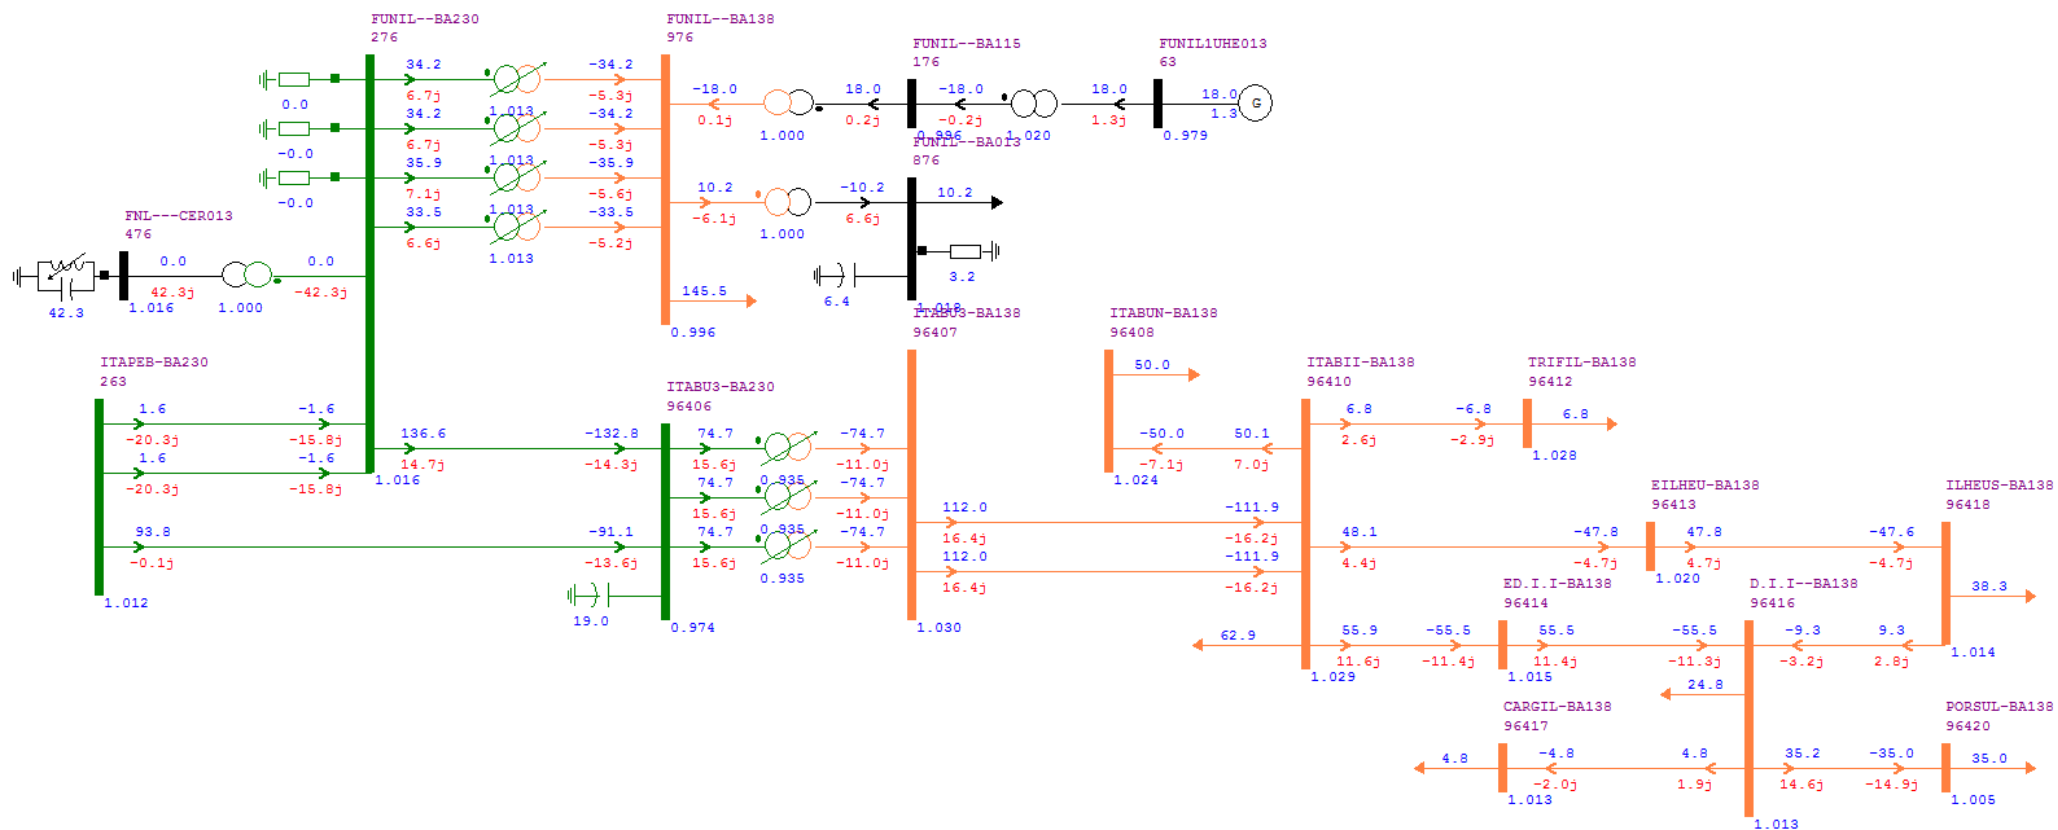 FUNIL--BA230
276
FUNIL--BA138
976
FUNIL--BA115
176
FUNIL1UHE013
63
34.2
6.7j
-34.2
-5.3j
1.013
34.2
6.7j
-34.2
-5.3j
1.013
35.9
7.1j
-35.9
-5.6j
1.013
33.5
6.6j
-33.5
-5.2j
1.013
0.0
-0.0
-0.0
-18.0
0.1j
1.000
18.0
0.2j
-18.0
-0.2j
0.996
1.020
18.0
1.3j
18.0
1.3
G
0.979
FUNIL--BA013
876
10.2
-6.1j
1.000
-10.2
6.6j
10.2
3.2
6.4
1.018
145.5
0.996
FNL---CER013
476
0.0
42.3j
0.0
-42.3j
42.3
1.016
1.000
ITAPEB-BA230
263
1.6
-20.3j
-1.6
-15.8j
1.6
-20.3j
-1.6
-15.8j
93.8
-0.1j
-91.1
-13.6j
1.012
136.6
14.7j
-132.8
-14.3j
1.016
ITABU3-BA230
96406
74.7
15.6j
-74.7
-11.0j
0.935
74.7
15.6j
-74.7
-11.0j
0.935
74.7
15.6j
-74.7
-11.0j
0.935
19.0
0.974
ITABU3-BA138
96407
112.0
16.4j
-111.9
-16.2j
112.0
16.4j
-111.9
-16.2j
1.030
ITABUN-BA138
96408
50.0
-50.0
-7.1j
50.1
7.0j
1.024
ITABII-BA138
96410
6.8
2.6j
-6.8
-2.9j
TRIFIL-BA138
96412
6.8
1.028
48.1
4.4j
-47.8
-4.7j
EILHEU-BA138
96413
47.8
4.7j
-47.6
-4.7j
1.020
ILHEUS-BA138
96418
38.3
1.014
62.9
55.9
11.6j
-55.5
-11.4j
1.029
ED.I.I-BA138
96414
55.5
11.4j
-55.5
-11.3j
1.015
D.I.I--BA138
96416
-9.3
-3.2j
9.3
2.8j
24.8
CARGIL-BA138
96417
4.8
-4.8
-2.0j
4.8
1.9j
1.013
35.2
14.6j
-35.0
-14.9j
1.013
PORSUL-BA138
96420
35.0
1.005